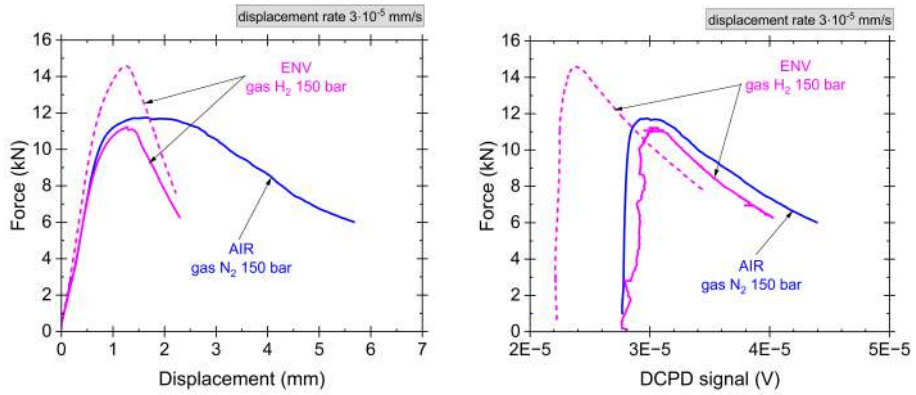 displacement rate 3·10⁻⁵ mm/s
16
14
12
10
8
6
4
2
0
Force (kN)
ENV
gas H₂ 150 bar
AIR
gas N₂ 150 bar
0 1 2 3 4 5 6 7
Displacement (mm)
displacement rate 3·10⁻⁵ mm/s
16
14
12
10
8
6
4
2
0
Force (kN)
ENV
gas H₂ 150 bar
AIR
gas N₂ 150 bar
2E-5 3E-5 4E-5 5E-5
DCPD signal (V)